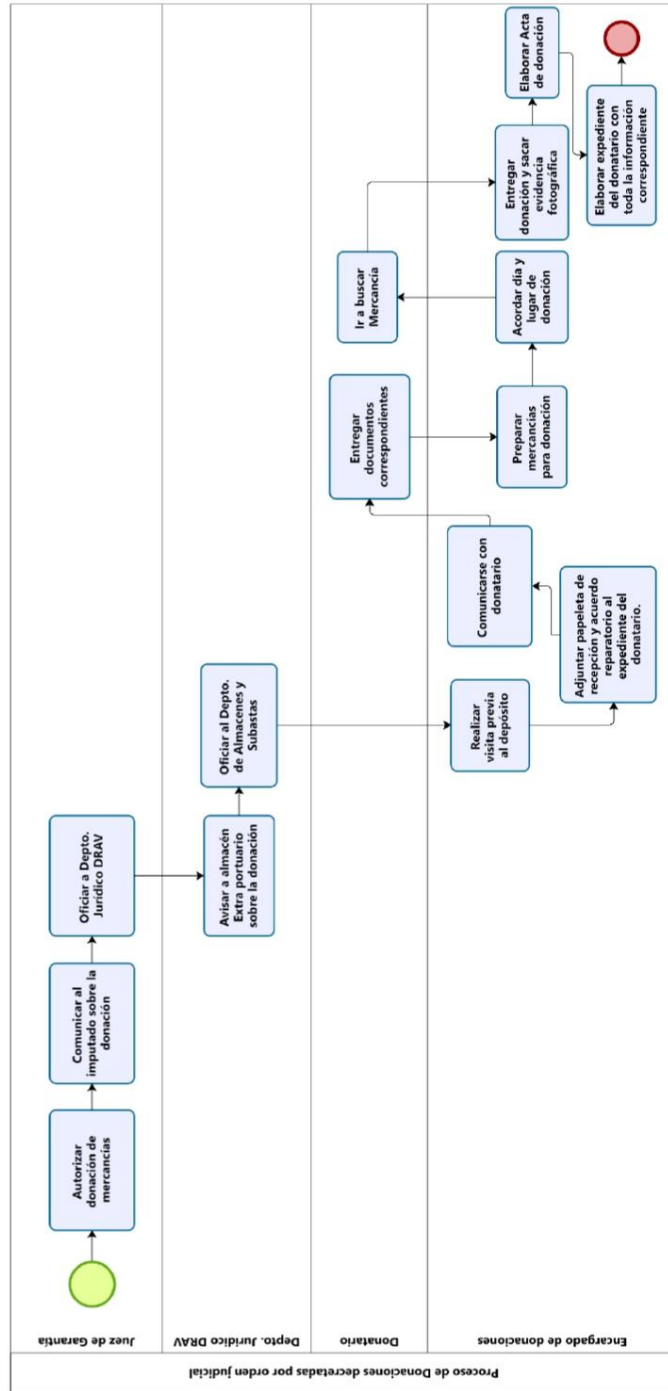 Proceso de Donaciones decretadas por orden judicial
Juez de Garantía
Autorizar
donación de
mercancías
Comunicar al
imputado sobre la
donación
Oficiar a Depto.
Jurídico DRAV
Depto. Juridico DRAV
Avisar a almacén
Extra portuario
sobre la donación
Oficiar al Depto.
de Almacenes y
Subastas
Donatario
Entregar
documentos
correspondientes
Ir a buscar
Mercancía
Encargado de donaciones
Realizar
visita previa
al depósito
Adjuntar papeleta de
recepción y acuerdo
reparatorio al
expediente del
donatario.
Comunicarse con
donatario
Preparar
mercancías
para donación
Acordar día y
lugar de
donación
Entregar
donación y sacar
evidencia
fotográfica
Elaborar Acta
de donación
Elaborar expediente
del donatario con
toda la información
correspondiente